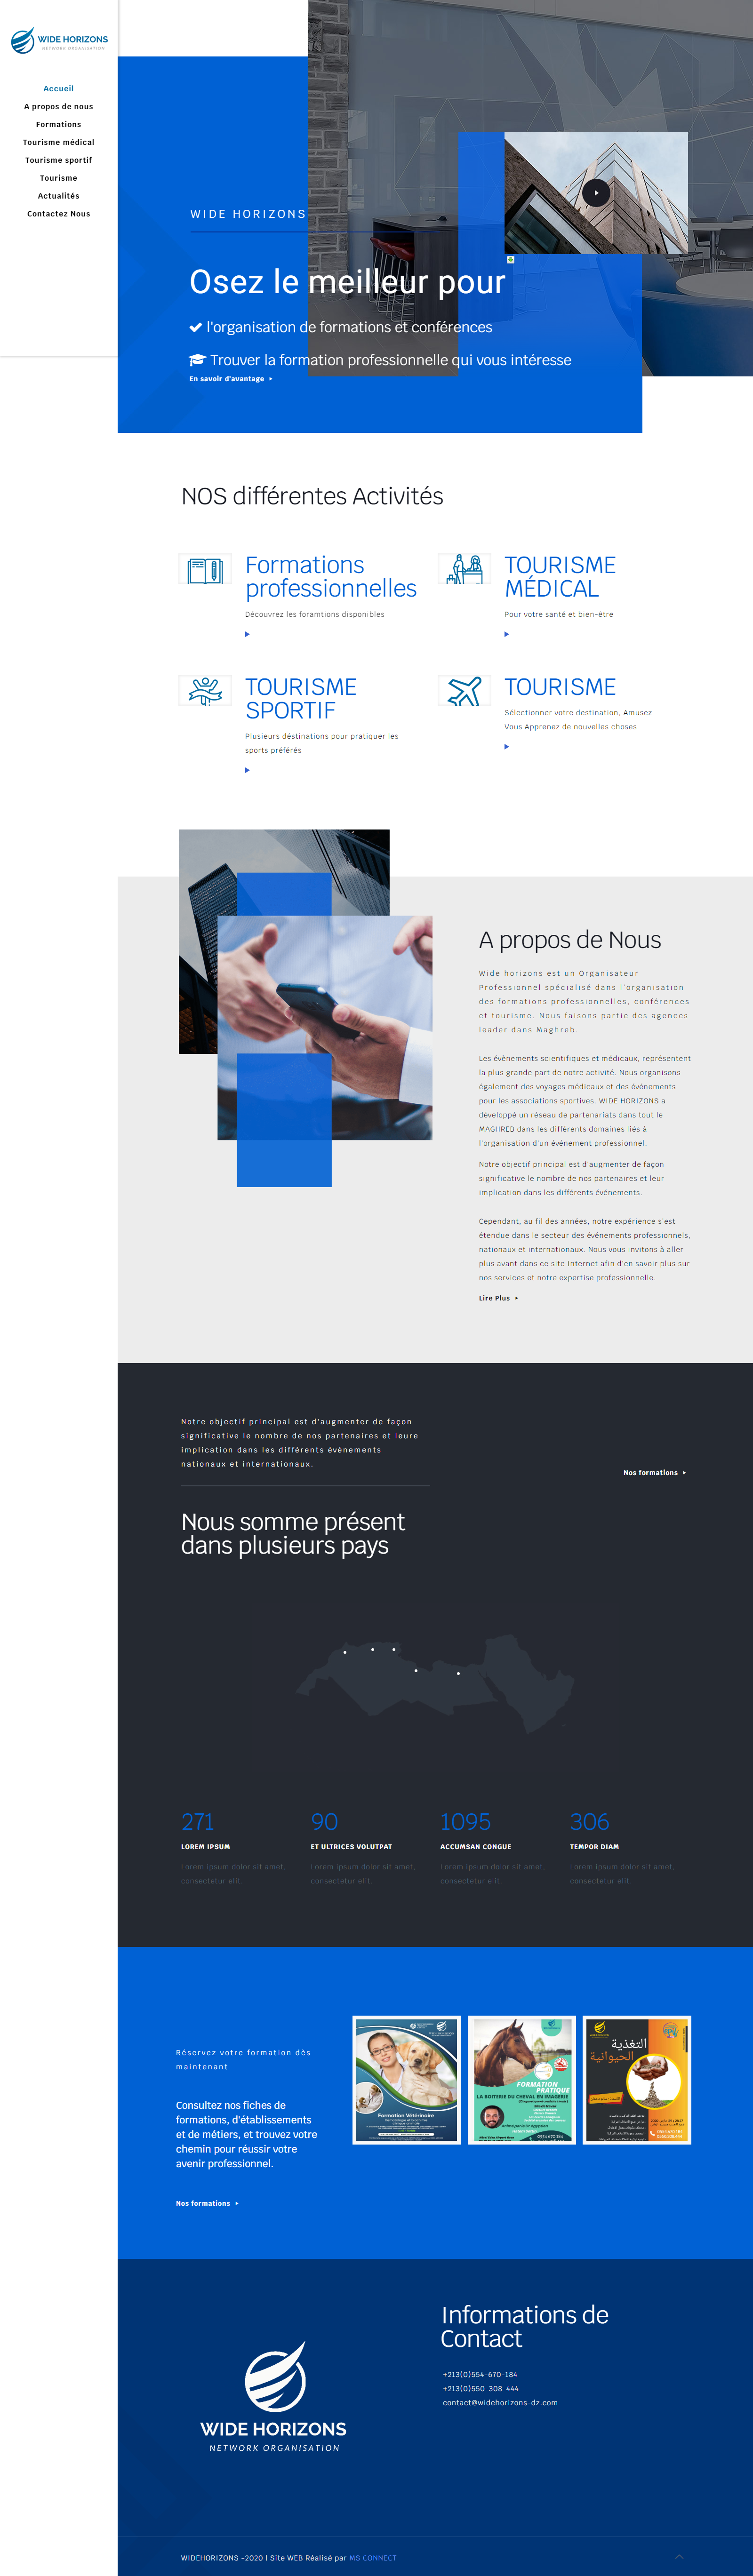 WIDE HORIZONS
NETWORK ORGANISATION
Accueil
A propos de nous
Formations
Tourisme médical
Tourisme sportif
Tourisme
Actualités
Contactez Nous
WIDE HORIZONS
Osez le meilleur pour
l'organisation de formations et conférences
Trouver la formation professionnelle qui vous intéresse
En savoir d'avantage
NOS différentes Activités
Formations
professionnelles
Découvrez les foramtions disponibles
TOURISME
MÉDICAL
Pour votre santé et bien-être
TOURISME
SPORTIF
Plusieurs déstinations pour pratiquer les
sports préférés
TOURISME
Sélectionner votre destination, Amusez
Vous Apprenez de nouvelles choses
A propos de Nous
Wide horizons est un Organisateur
Professionnel spécialisé dans l'organisation
des formations professionnelles, conférences
et tourisme. Nous faisons partie des agences
leader dans Maghreb.
Les évènements scientifiques et médicaux, représentent
la plus grande part de notre activité. Nous organisons
également des voyages médicaux et des événements
pour les associations sportives. WIDE HORIZONS a
développé un réseau de partenariats dans tout le
MAGHREB dans les différents domaines liés à
l'organisation d'un événement professionnel.
Notre objectif principal est d'augmenter de façon
significative le nombre de nos partenaires et leur
implication dans les différents événements.
Cependant, au fil des années, notre expérience s'est
étendue dans le secteur des événements professionnels,
nationaux et internationaux. Nous vous invitons à aller
plus avant dans ce site Internet afin d'en savoir plus sur
nos services et notre expertise professionnelle.
Lire Plus
Notre objectif principal est d'augmenter de façon
significative le nombre de nos partenaires et leure
implication dans les différents événements
nationaux et internationaux.
Nos formations
Nous somme présent
dans plusieurs pays
271
LOREM IPSUM
Lorem ipsum dolor sit amet,
consectetur elit.
90
ET ULTRICES VOLUTPAT
Lorem ipsum dolor sit amet,
consectetur elit.
1095
ACCUMSAN CONGUE
Lorem ipsum dolor sit amet,
consectetur elit.
306
TEMPOR DIAM
Lorem ipsum dolor sit amet,
consectetur elit.
Réservez votre formation dès
maintenant
Consultez nos fiches de
formations, d'établissements
et de métiers, et trouvez votre
chemin pour réussir votre
avenir professionnel.
Nos formations
Formation Vétérinaire
FORMATION
PRATIQUE
LA BOITERIE DU CHEVAL EN IMAGERIE
0554 670 184
التغذية
الحيوانية
0554 670 184
0550 308 444
WIDE HORIZONS
NETWORK ORGANISATION
Informations de
Contact
+213(0)554-670-184
+213(0)550-308-444
contact@widehorizons-dz.com
WIDEHORIZONS -2020 | Site WEB Réalisé par MS CONNECT